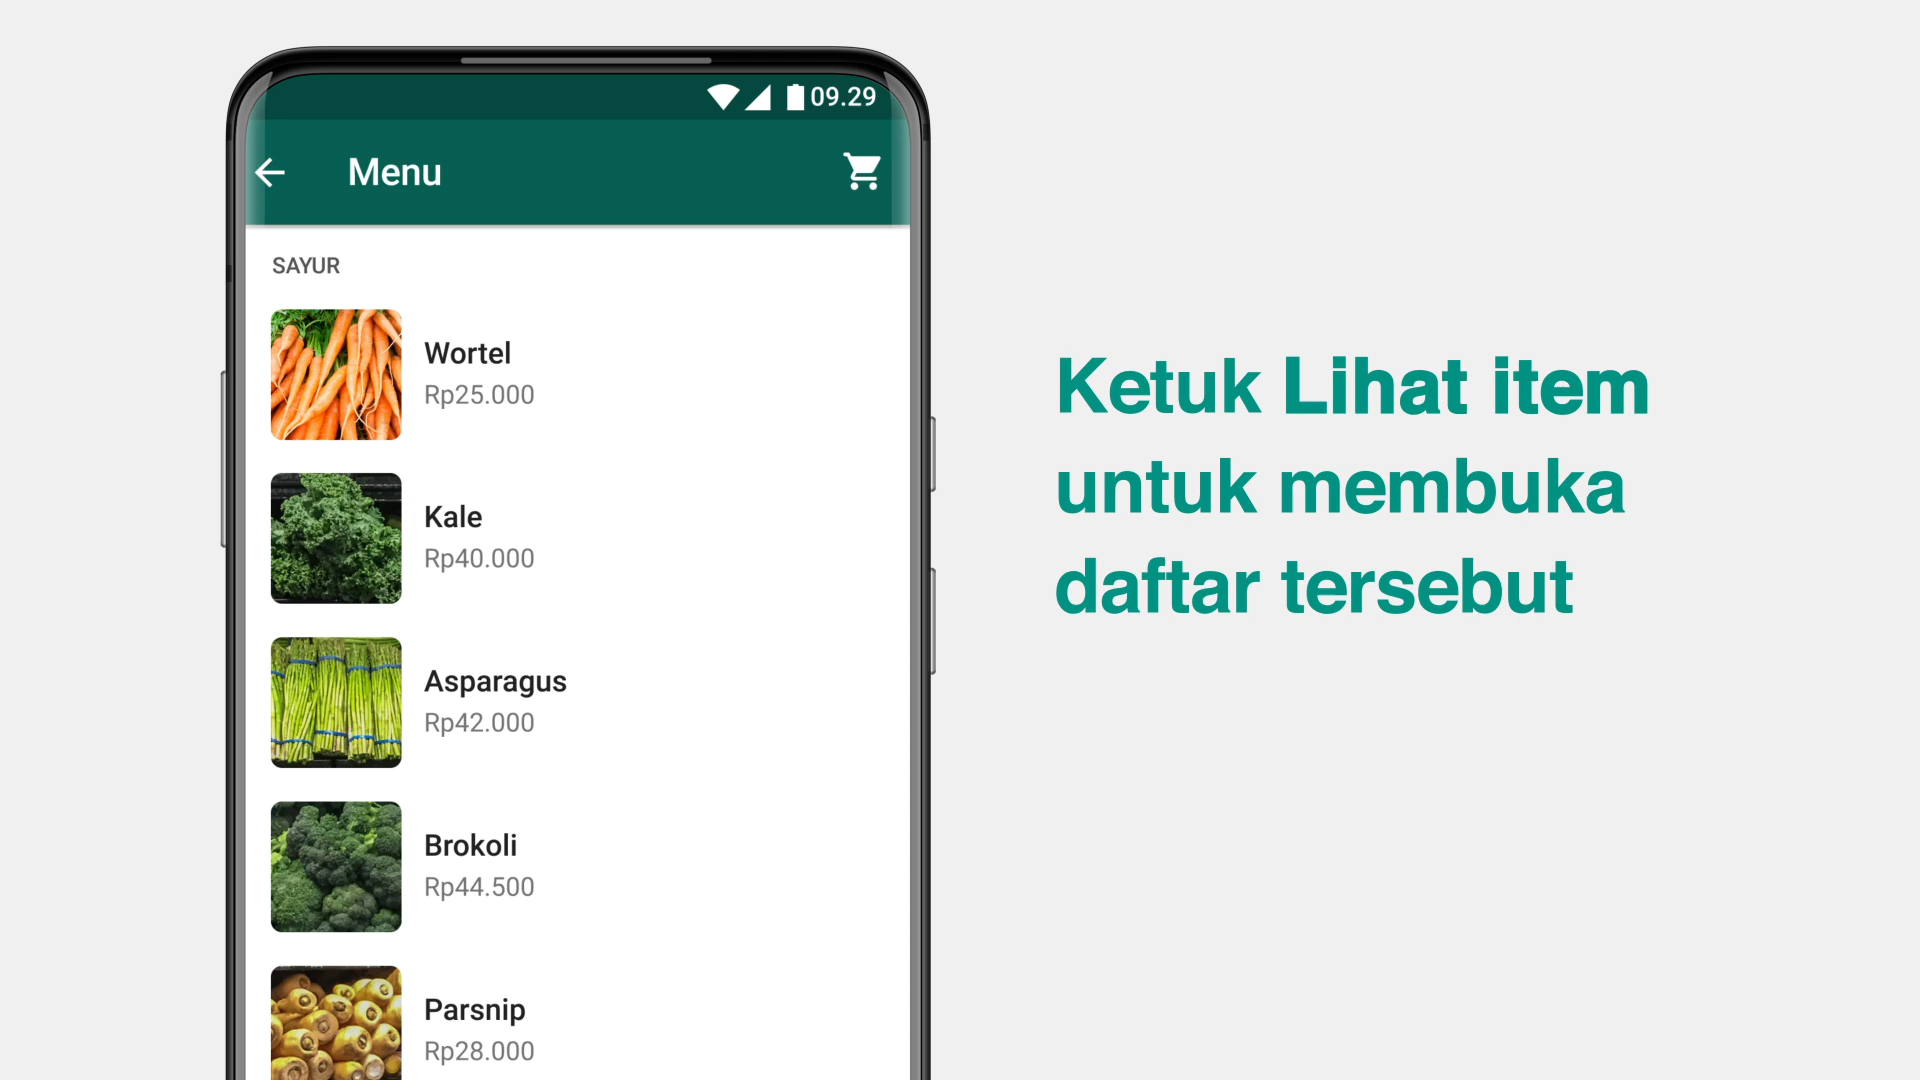 09.29
Menu
SAYUR
Wortel
Rp25.000
Kale
Rp40.000
Asparagus
Rp42.000
Brokoli
Rp44.500
Parsnip
Rp28.000
Ketuk Lihat item
untuk membuka
daftar tersebut